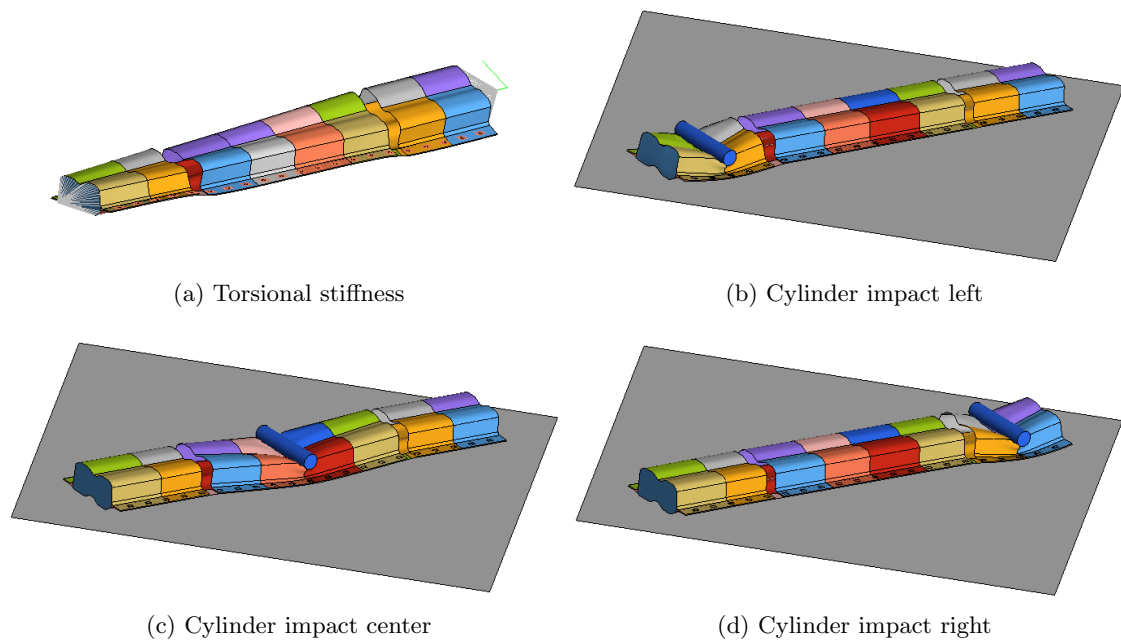 (a) Torsional stiffness
(b) Cylinder impact left
(c) Cylinder impact center
(d) Cylinder impact right